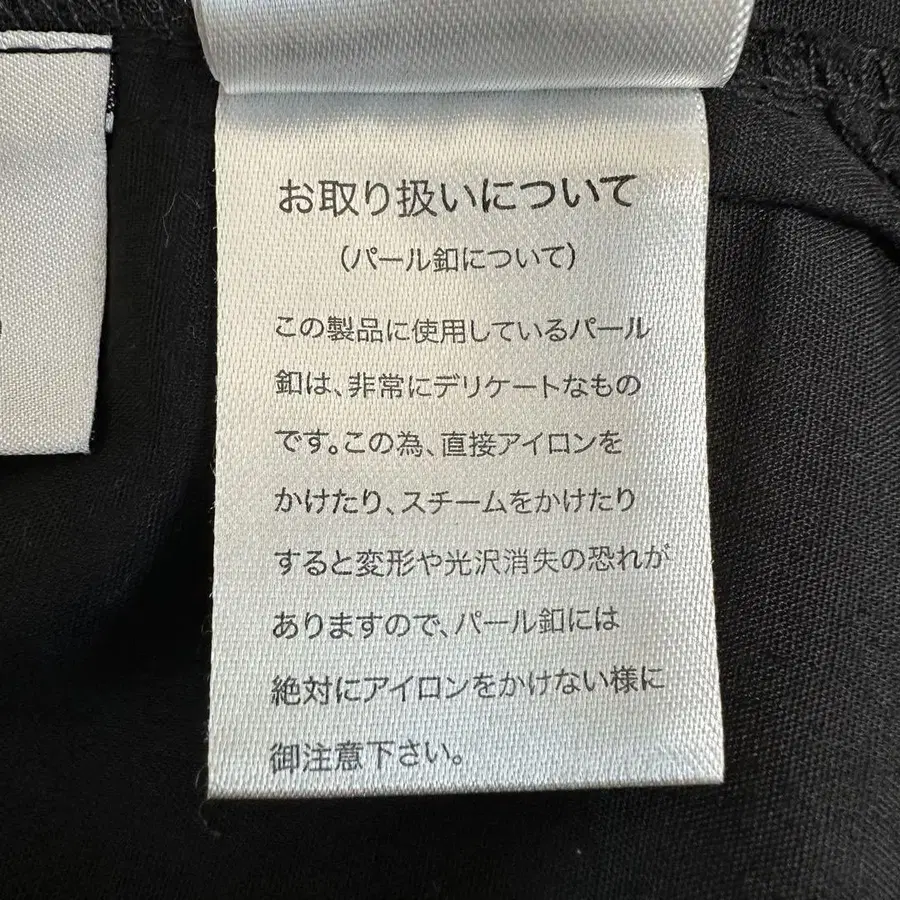 お取り扱いについて
(パール釦について)
この製品に使用しているパール
釦は、非常にデリケートなもの
です。この為、直接アイロンを
かけたり、スチームをかけたり
すると変形や光沢消失の恐れが
ありますので、パール釦には
絶対にアイロンをかけない様に
御注意下さい。